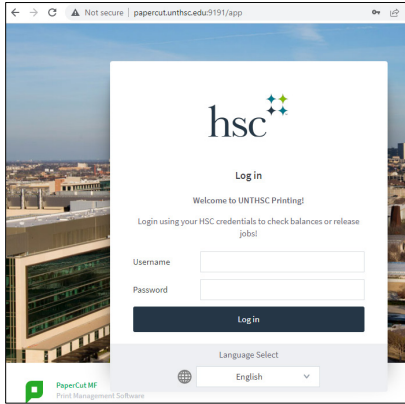 Not secure | papercut.unthsc.edu:9191/app
hsc
Log in
Welcome to UNTHSC Printing!
Login using your HSC credentials to check balances or release
jobs!
Username
Password
Log in
Language Select
English
PaperCut MF
Print Management Software